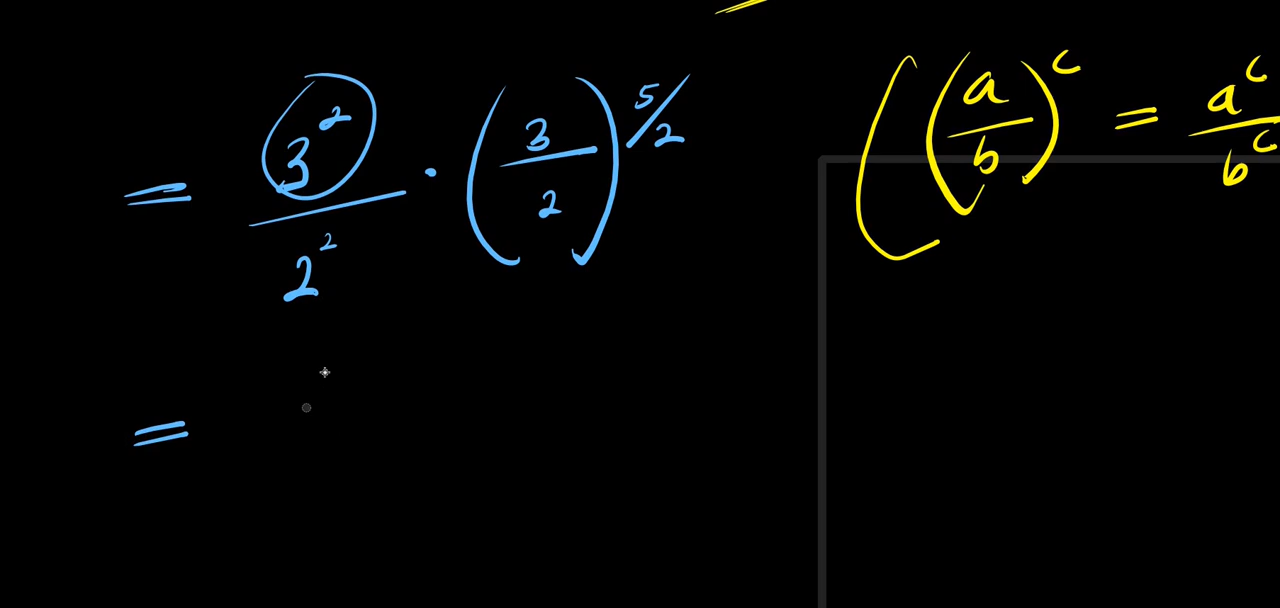 = 3^2/2^2 · (3/2)^5/2
((a/b)^c = a^c/b^c
=